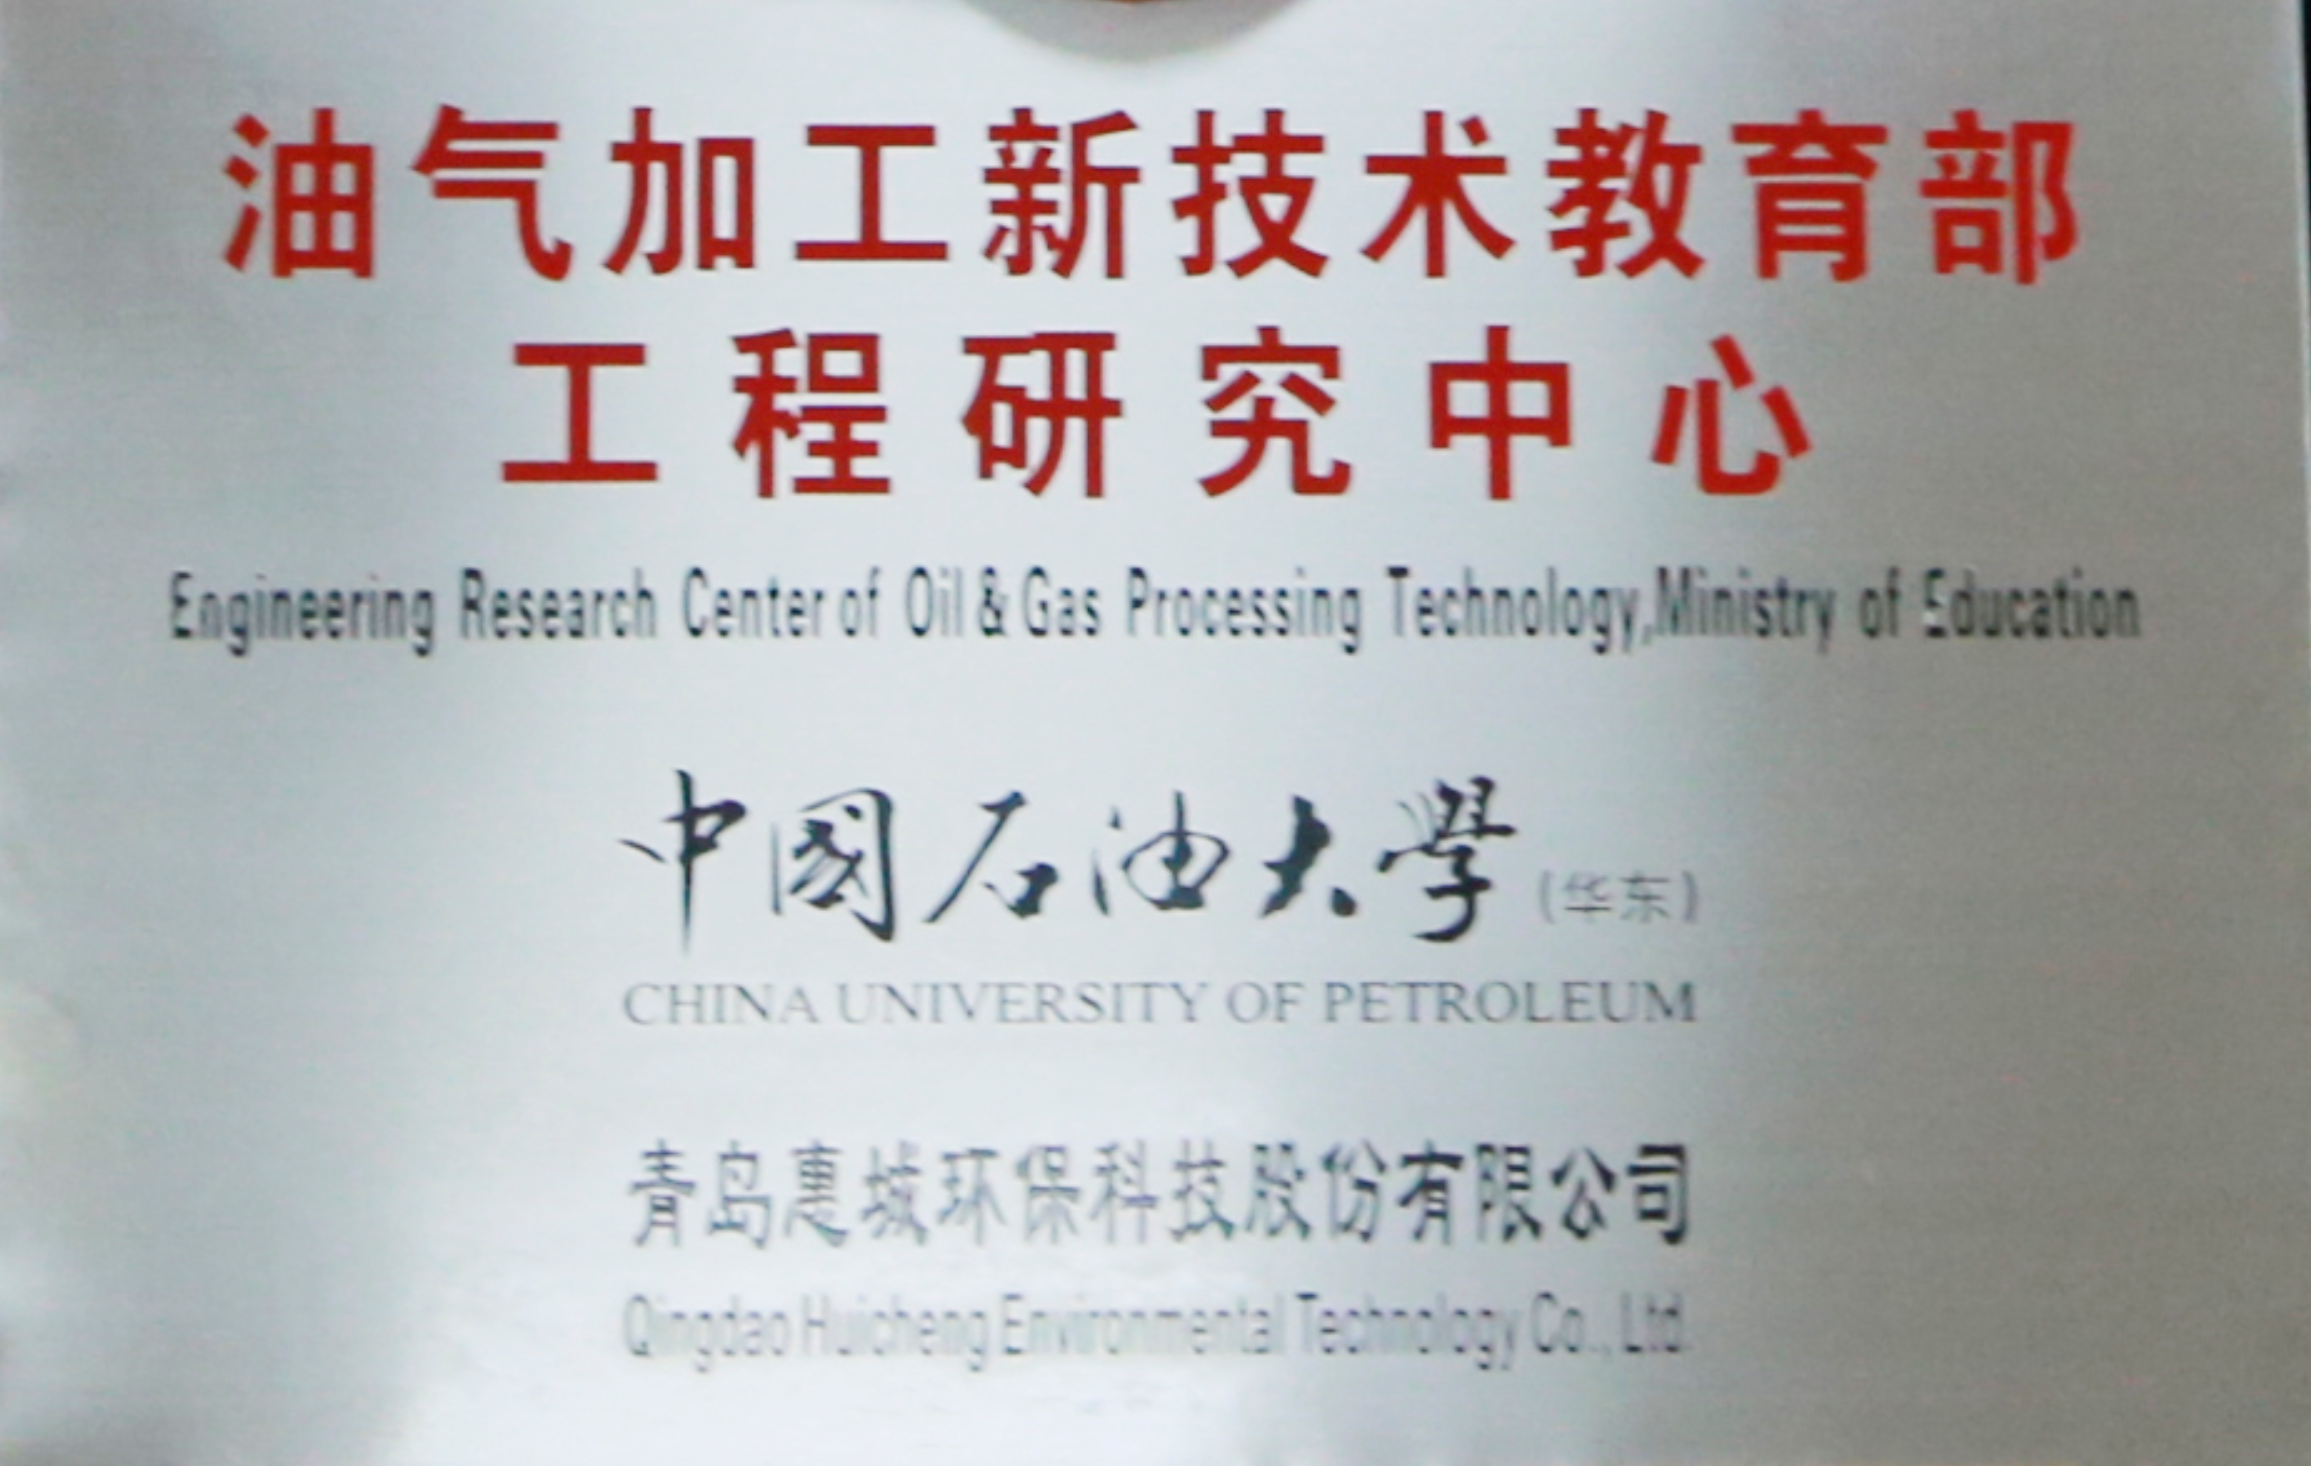 油气加工新技术教育部
工程研究中心
Engineering Research Center of Oil & Gas Processing Technology,Ministry of Education
中國石油大學(华东)
CHINA UNIVERSITY OF PETROLEUM
青岛惠城环保科技股份有限公司
Qingdao Huicheng Environmental Technology Co., Ltd.